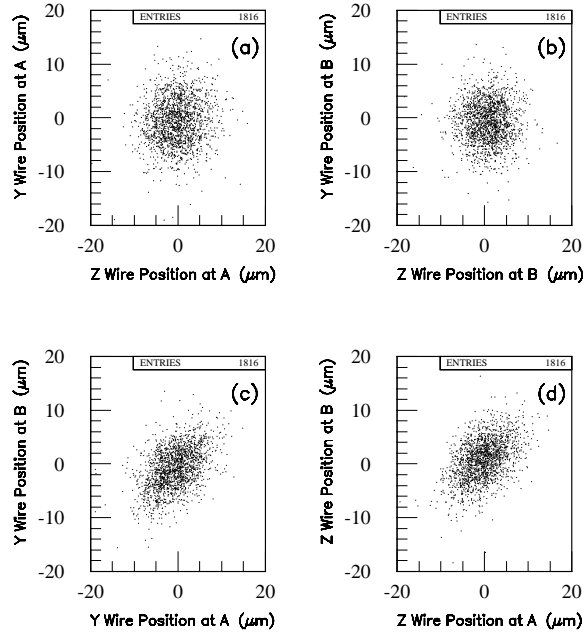 20 ENTRIES 1816 20 ENTRIES 1816
(a) (b)
10 10
0 0
-10 -10
-20 -20
-20 0 20 -20 0 20
Y Wire Position at A (μm) Y Wire Position at B (μm)
Z Wire Position at A (μm) Z Wire Position at B (μm)
20 ENTRIES 1816 20 ENTRIES 1816
(c) (d)
10 10
0 0
-10 -10
-20 -20
-20 0 20 -20 0 20
Y Wire Position at B (μm) Z Wire Position at B (μm)
Y Wire Position at A (μm) Z Wire Position at A (μm)